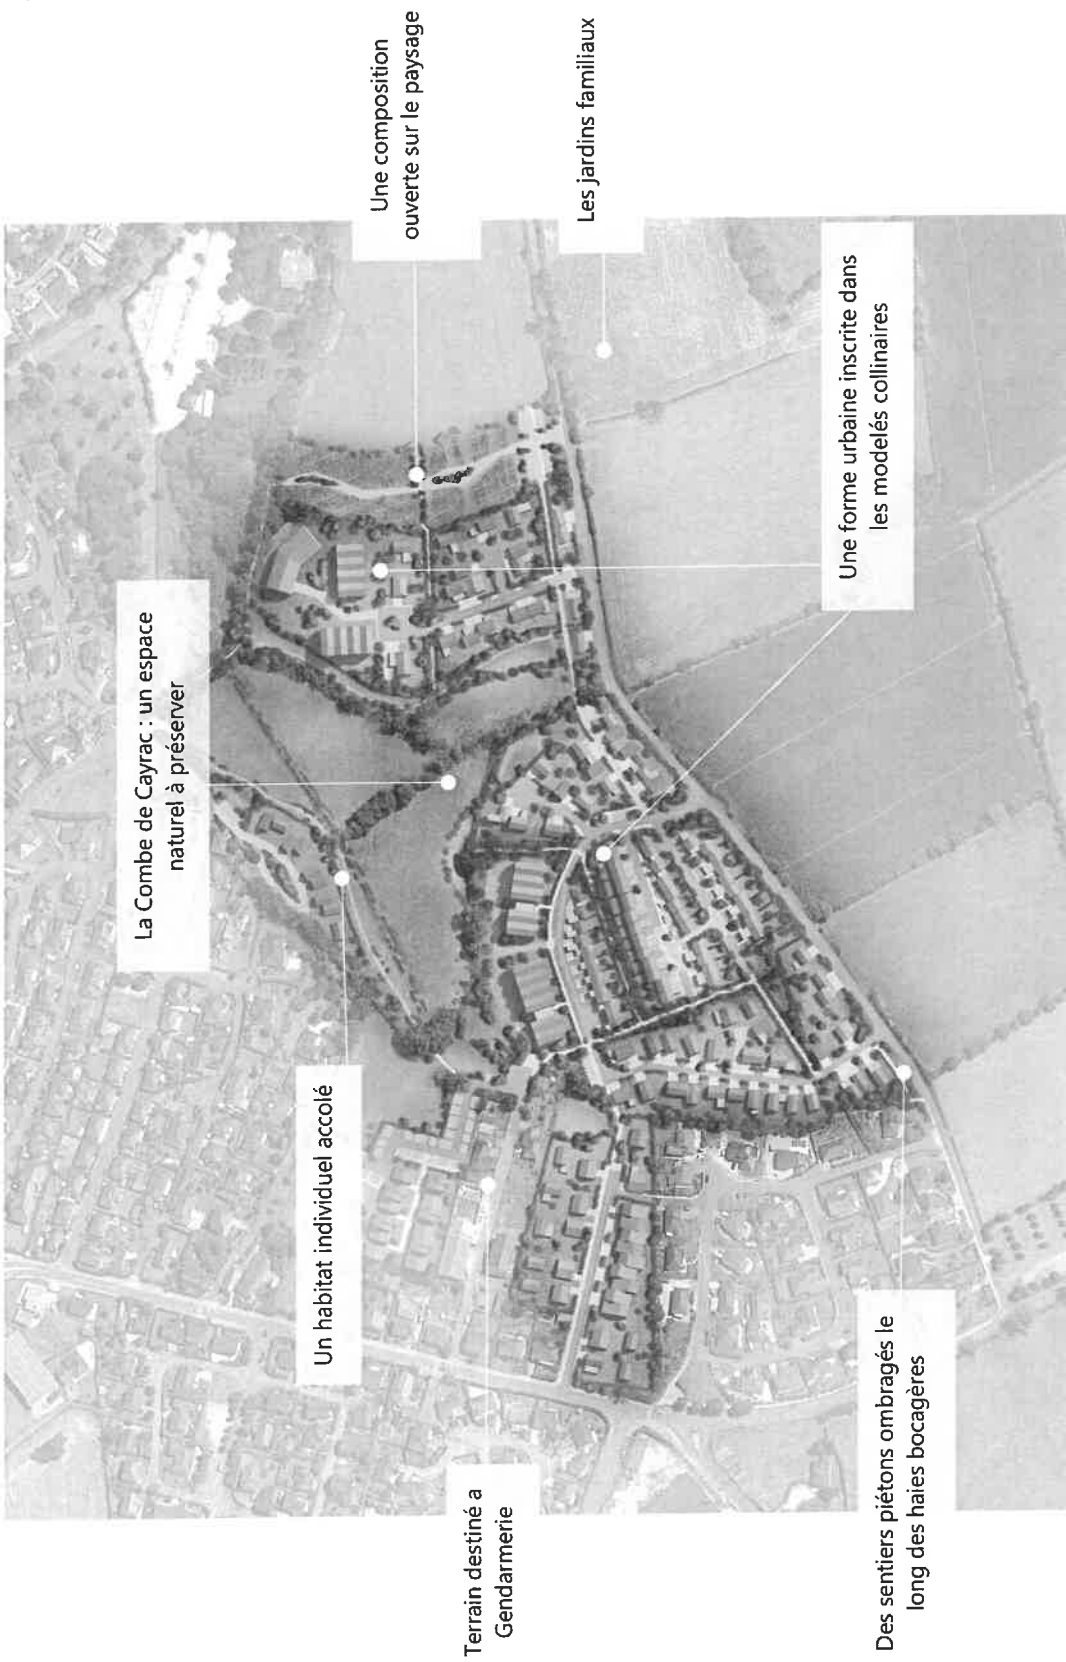 Terrain destiné a
Gendarmerie
Un habitat individuel accolé
La Combe de Cayrac : un espace
naturel à préserver
Une composition
ouverte sur le paysage
Les jardins familiaux
Une forme urbaine inscrite dans
les modelés collinaires
Des sentiers piétons ombragés le
long des haies bocagères